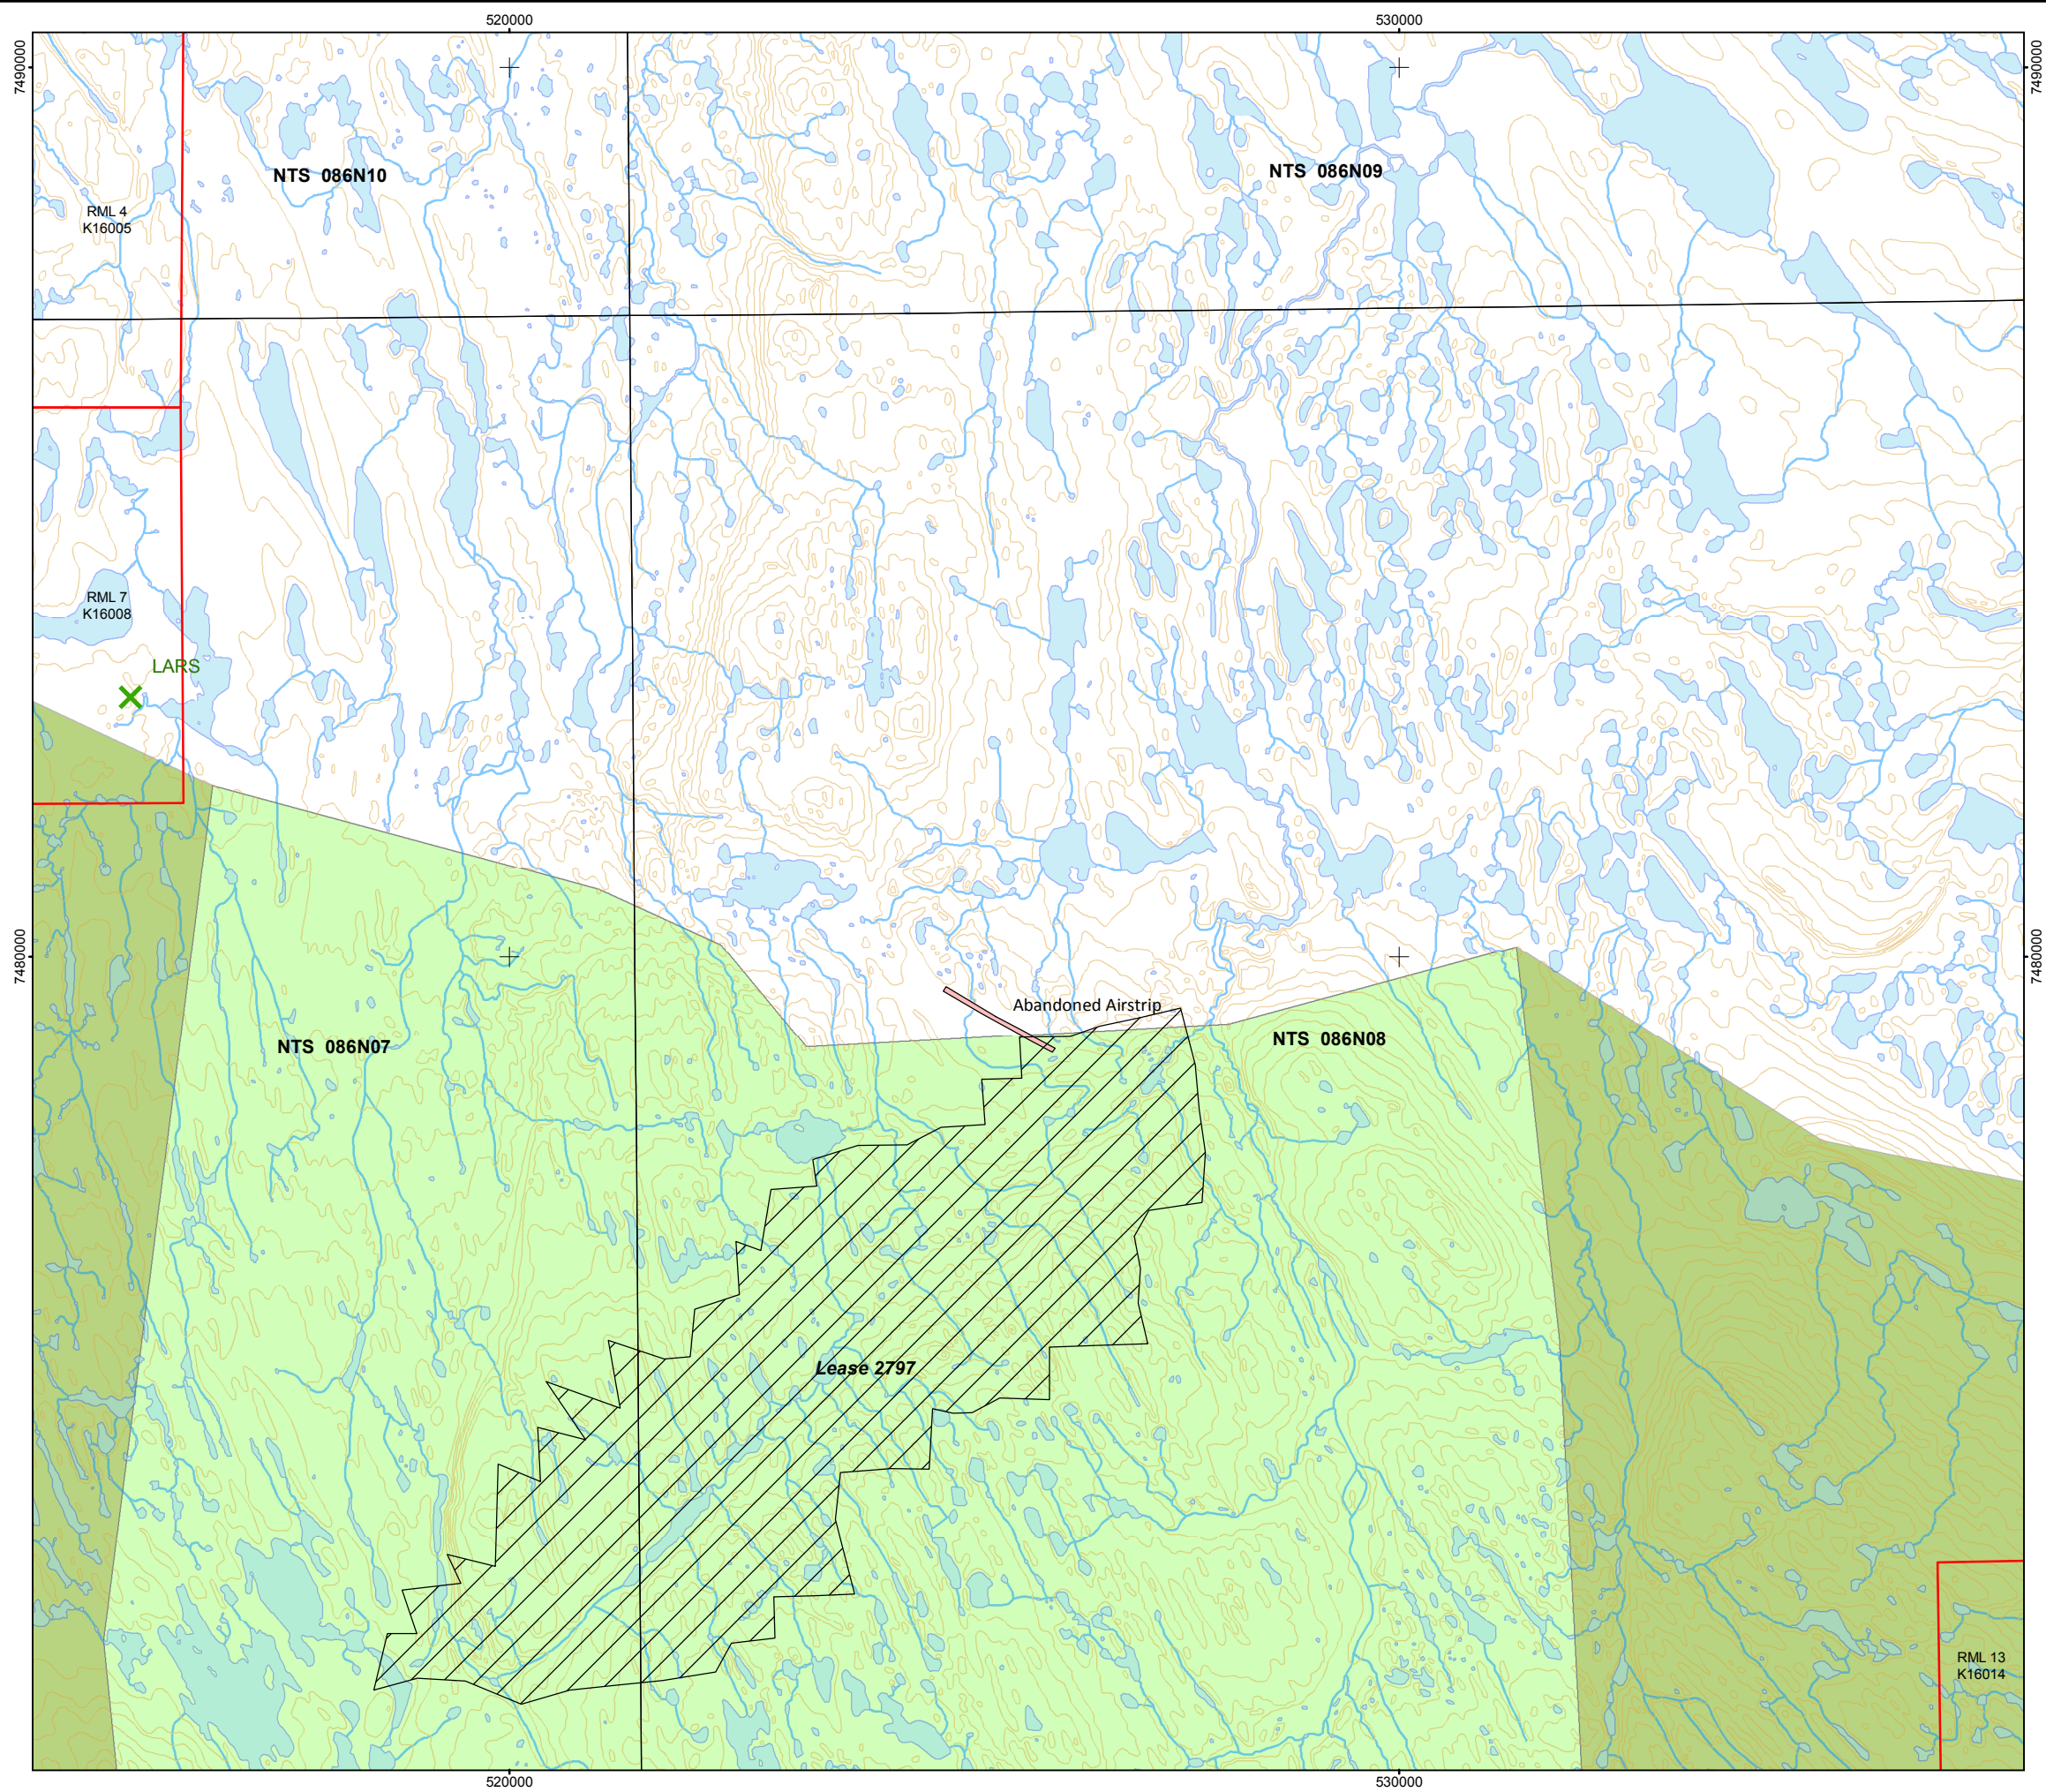 520000
530000
7490000
7490000
NTS 086N10
NTS 086N09
RML 4
K16005
RML 7
K16008
LARS
7480000
7480000
Abandoned Airstrip
NTS 086N07
NTS 086N08
Lease 2797
RML 13
K16014
520000
530000